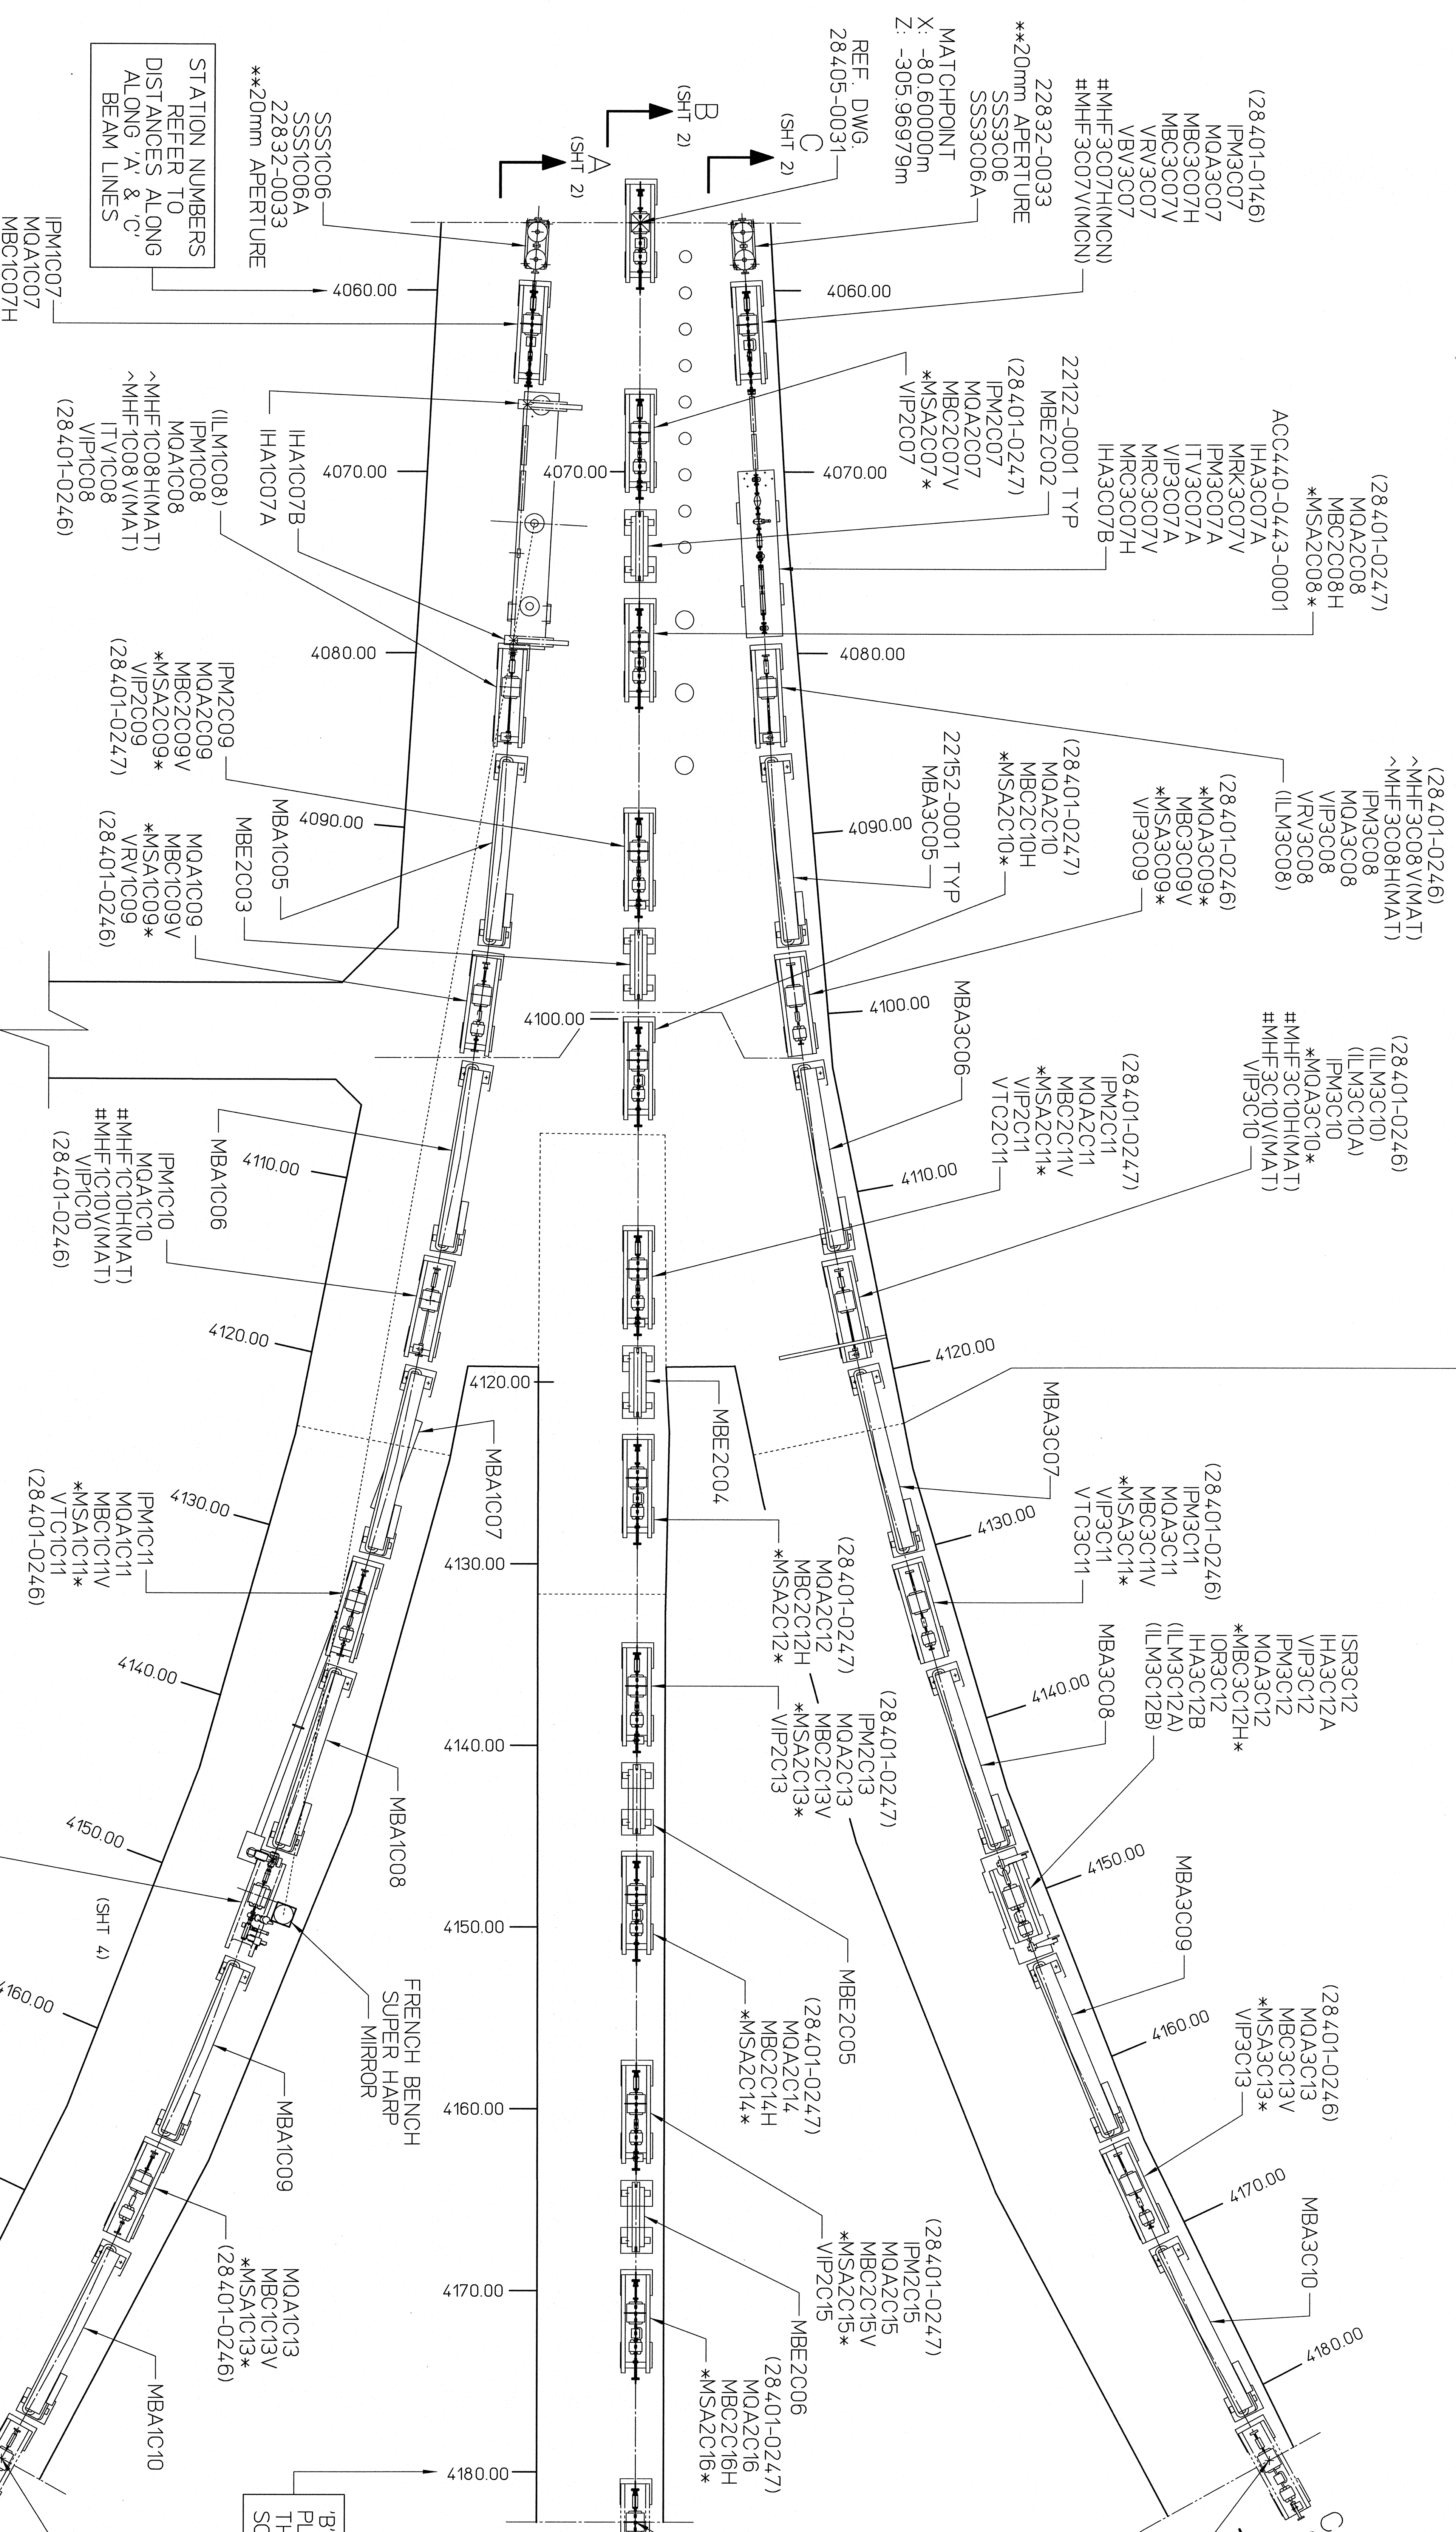 (28401-0146)
IPM3C07
MQA3C07
MBC3C07H
MBC3C07V
VRV3C07
VBV3C07
#MHF3C07H(MCN)
#MHF3C07V(MCN)
22832-0033
**20mm APERTURE
SSS3C06
SSS3C06A
MATCHPOINT
X: -80.60000m
Z: -305.96979m
REF. DWG.
28405-0031
C
(SHT 2)
B
(SHT 2)
A
(SHT 2)
SSS1C06
SSS1C06A
22832-0033
**20mm APERTURE
STATION NUMBERS
REFER TO
DISTANCES ALONG
ALONG 'A' & 'C'
BEAM LINES
IPM1C07
MQA1C07
MBC1C07H
4060.00
4060.00
(28401-0247)
MQA2C08
MBC2C08H
*MSA2C08*
ACC440-0443-0001
IHA3C07A
MRK3C07V
IPM3C07A
ITV3C07A
VIP3C07A
MRC3C07V
MRC3C07H
IHA3C07B
22122-0001 TYP
MBE2C02
(28401-0247)
IPM2C07
MQA2C07
MBC2C07V
*MSA2C07*
VIP2C07
4070.00
4070.00
4070.00
IHA1C07B
IHA1C07A
(ILM1C08)
IPM1C08
MQA1C08
^MHF1C08H(MAT)
^MHF1C08V(MAT)
ITV1C08
VIP1C08
(28401-0246)
4080.00
4080.00
(28401-0246)
^MHF3C08V(MAT)
^MHF3C08H(MAT)
IPM3C08
MQA3C08
VIP3C08
VRV3C08
(ILM3C08)
(28401-0246)
*MQA3C09*
MBC3C09V
*MSA3C09*
VIP3C09
(28401-0247)
MQA2C10
MBC2C10H
*MSA2C10*
22152-0001 TYP
MBA3C05
IPM2C09
MQA2C09
MBC2C09V
*MSA2C09*
VIP2C09
(28401-0247)
4090.00
4090.00
MBA1C05
MBE2C03
MQA1C09
MBC1C09V
*MSA1C09*
VRV1C09
(28401-0246)
(28401-0246)
(ILM3C10)
(ILM3C10A)
IPM3C10
*MQA3C10*
#MHF3C10H(MAT)
#MHF3C10V(MAT)
VIP3C10
MBA3C06
4100.00
4100.00
(28401-0247)
IPM2C11
MQA2C11
MBC2C11V
*MSA2C11*
VIP2C11
VTC2C11
4110.00
4110.00
MBA1C06
IPM1C10
MQA1C10
#MHF1C10H(MAT)
#MHF1C10V(MAT)
VIP1C10
(28401-0246)
4120.00
4120.00
4120.00
MBA3C07
MBE2C04
MBA1C07
(28401-0246)
IPM3C11
MQA3C11
MBC3C11V
*MSA3C11*
VIP3C11
VTC3C11
4130.00
4130.00
4130.00
(28401-0247)
MQA2C12
MBC2C12H
*MSA2C12*
IPM1C11
MQA1C11
MBC1C11V
*MSA1C11*
VTC1C11
(28401-0246)
ISR3C12
IHA3C12A
VIP3C12
IPM3C12
MQA3C12
*MBC3C12H*
IOR3C12
IHA3C12B
(ILM3C12A)
(ILM3C12B)
MBA3C08
4140.00
4140.00
4140.00
(28401-0247)
IPM2C13
MQA2C13
MBC2C13V
*MSA2C13*
VIP2C13
MBA1C08
MBA3C09
4150.00
4150.00
4150.00
(SHT 4)
MBE2C05
FRENCH BENCH
SUPER HARP
MIRROR
(28401-0247)
MQA2C14
MBC2C14H
*MSA2C14*
(28401-0246)
MQA3C13
MBC3C13V
*MSA3C13*
VIP3C13
4160.00
4160.00
4160.00
MBA1C09
MBA3C10
4170.00
4170.00
(28401-0247)
IPM2C15
MQA2C15
MBC2C15V
*MSA2C15*
VIP2C15
MQA1C13
MBC1C13V
*MSA1C13*
(28401-0246)
MBE2C06
(28401-0247)
MQA2C16
MBC2C16H
*MSA2C16*
MBA1C10
4180.00
4180.00
C